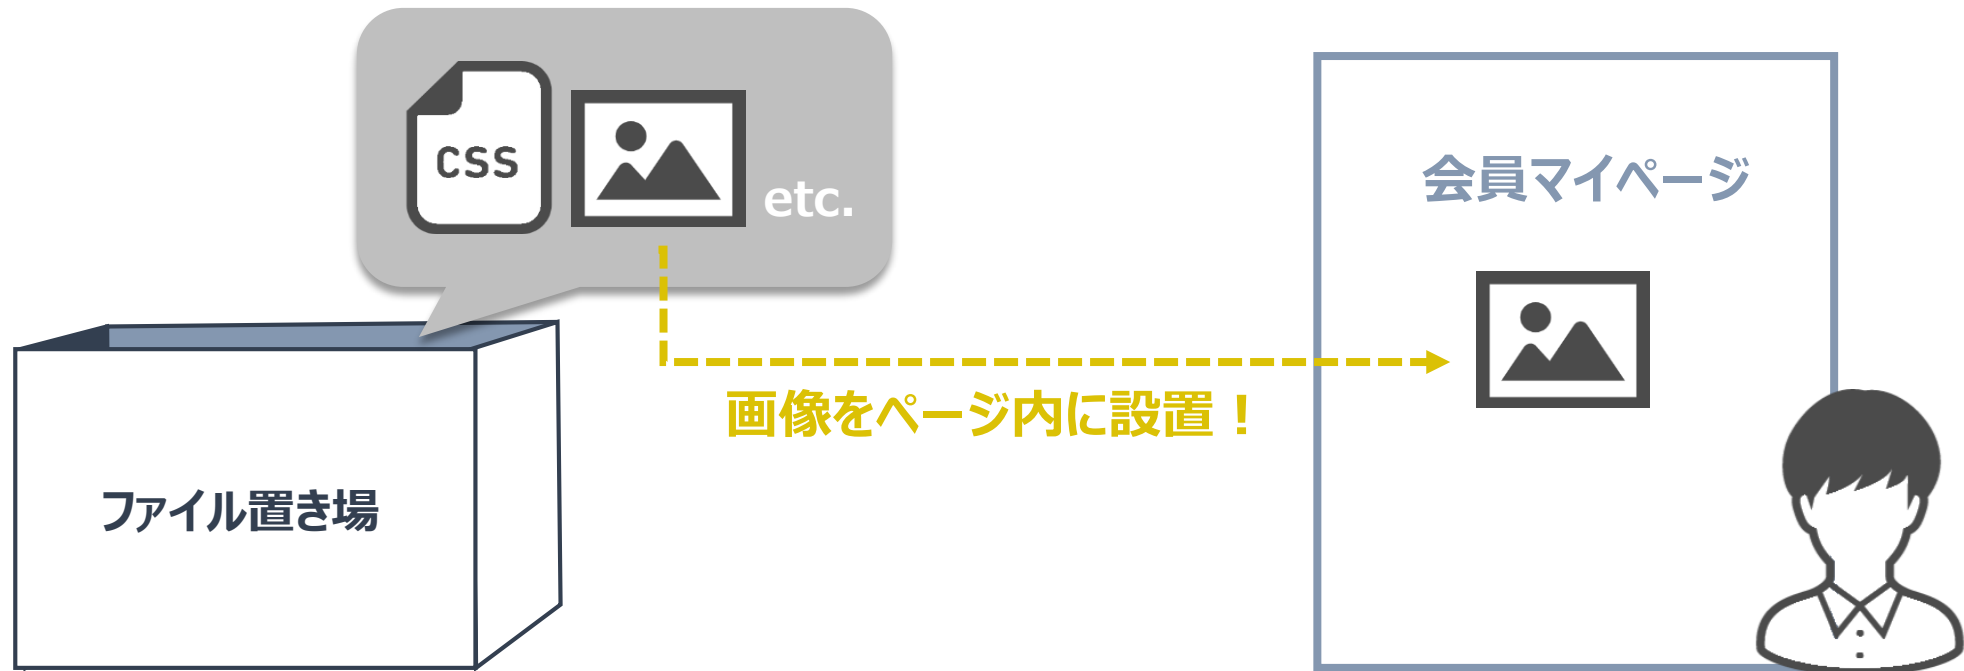 CSS
etc.
会員マイページ
画像をページ内に設置！
ファイル置き場